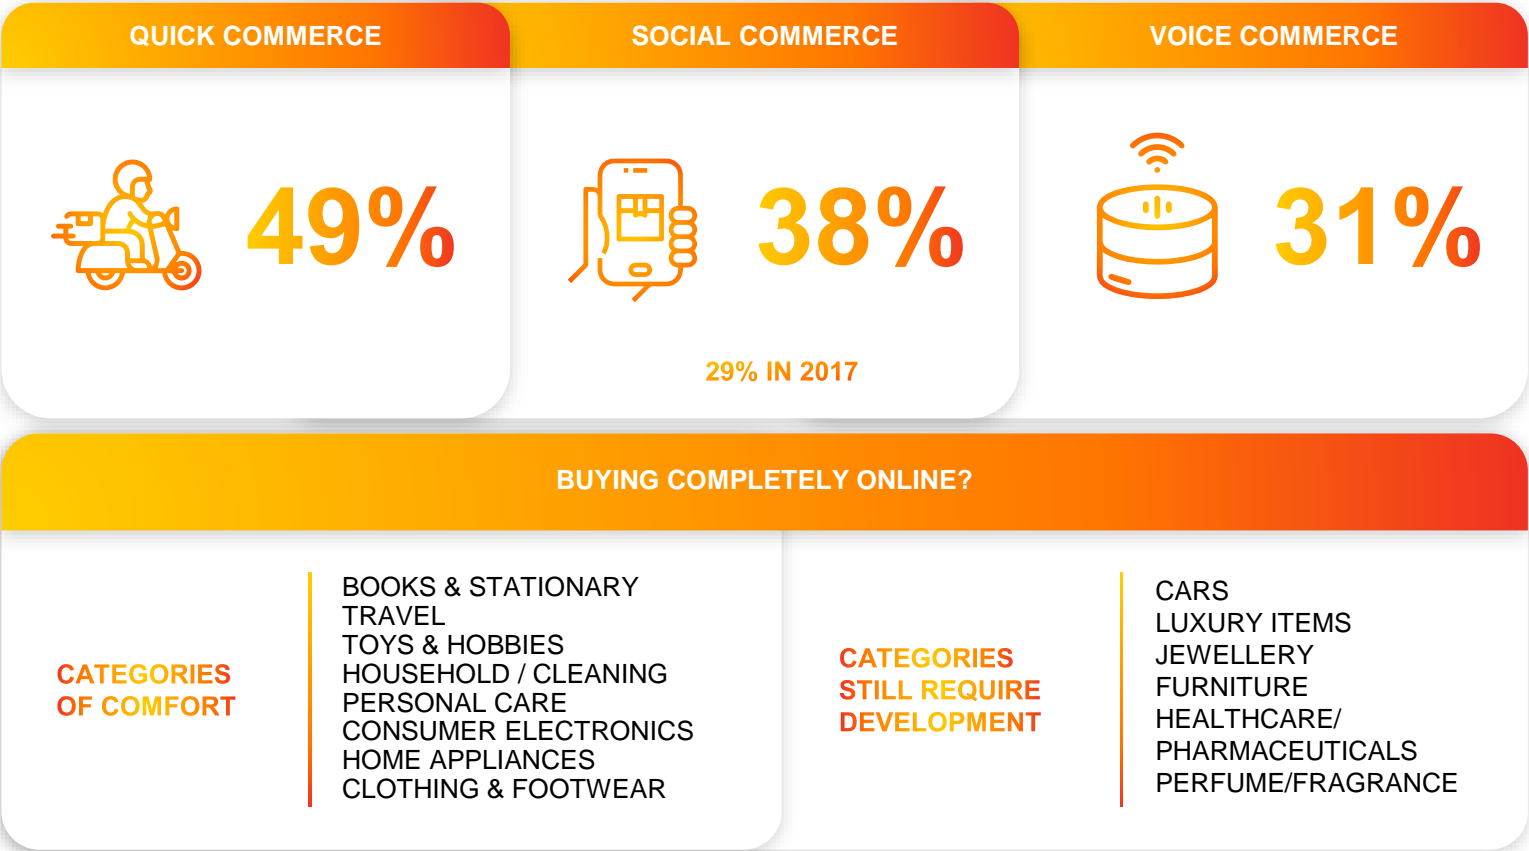 QUICK COMMERCE
49%
SOCIAL COMMERCE
38%
29% IN 2017
VOICE COMMERCE
31%
BUYING COMPLETELY ONLINE?
CATEGORIES
OF COMFORT
BOOKS & STATIONARY
TRAVEL
TOYS & HOBBIES
HOUSEHOLD / CLEANING
PERSONAL CARE
CONSUMER ELECTRONICS
HOME APPLIANCES
CLOTHING & FOOTWEAR
CATEGORIES
STILL REQUIRE
DEVELOPMENT
CARS
LUXURY ITEMS
JEWELLERY
FURNITURE
HEALTHCARE/
PHARMACEUTICALS
PERFUME/FRAGRANCE